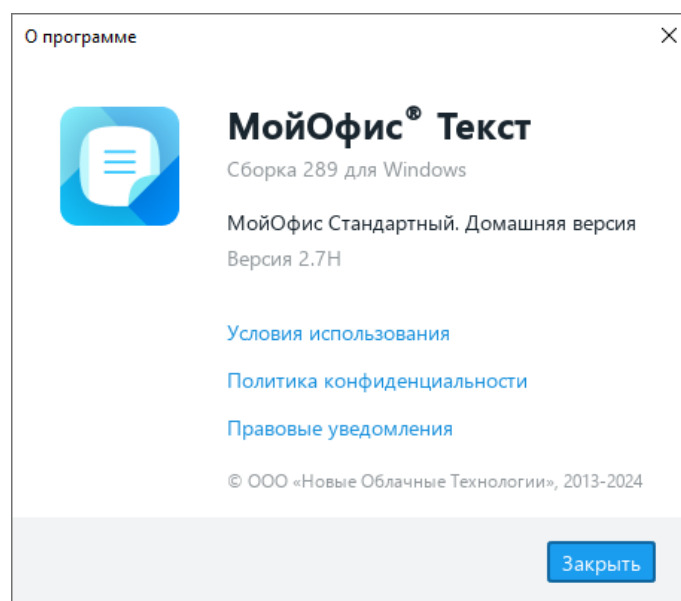 О программе
МойОфис® Текст
Сборка 289 для Windows
МойОфис Стандартный. Домашняя версия
Версия 2.7Н
Условия использования
Политика конфиденциальности
Правовые уведомления
© ООО «Новые Облачные Технологии», 2013-2024
Закрыть